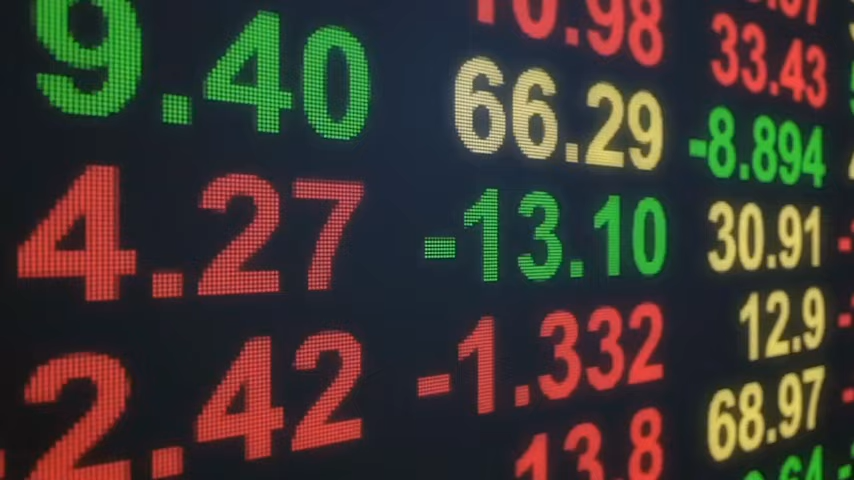 10.98 33.43
9.40 66.29 -8.894
4.27 -13.10 30.91
2.42 -1.332 12.9
13.8 68.97